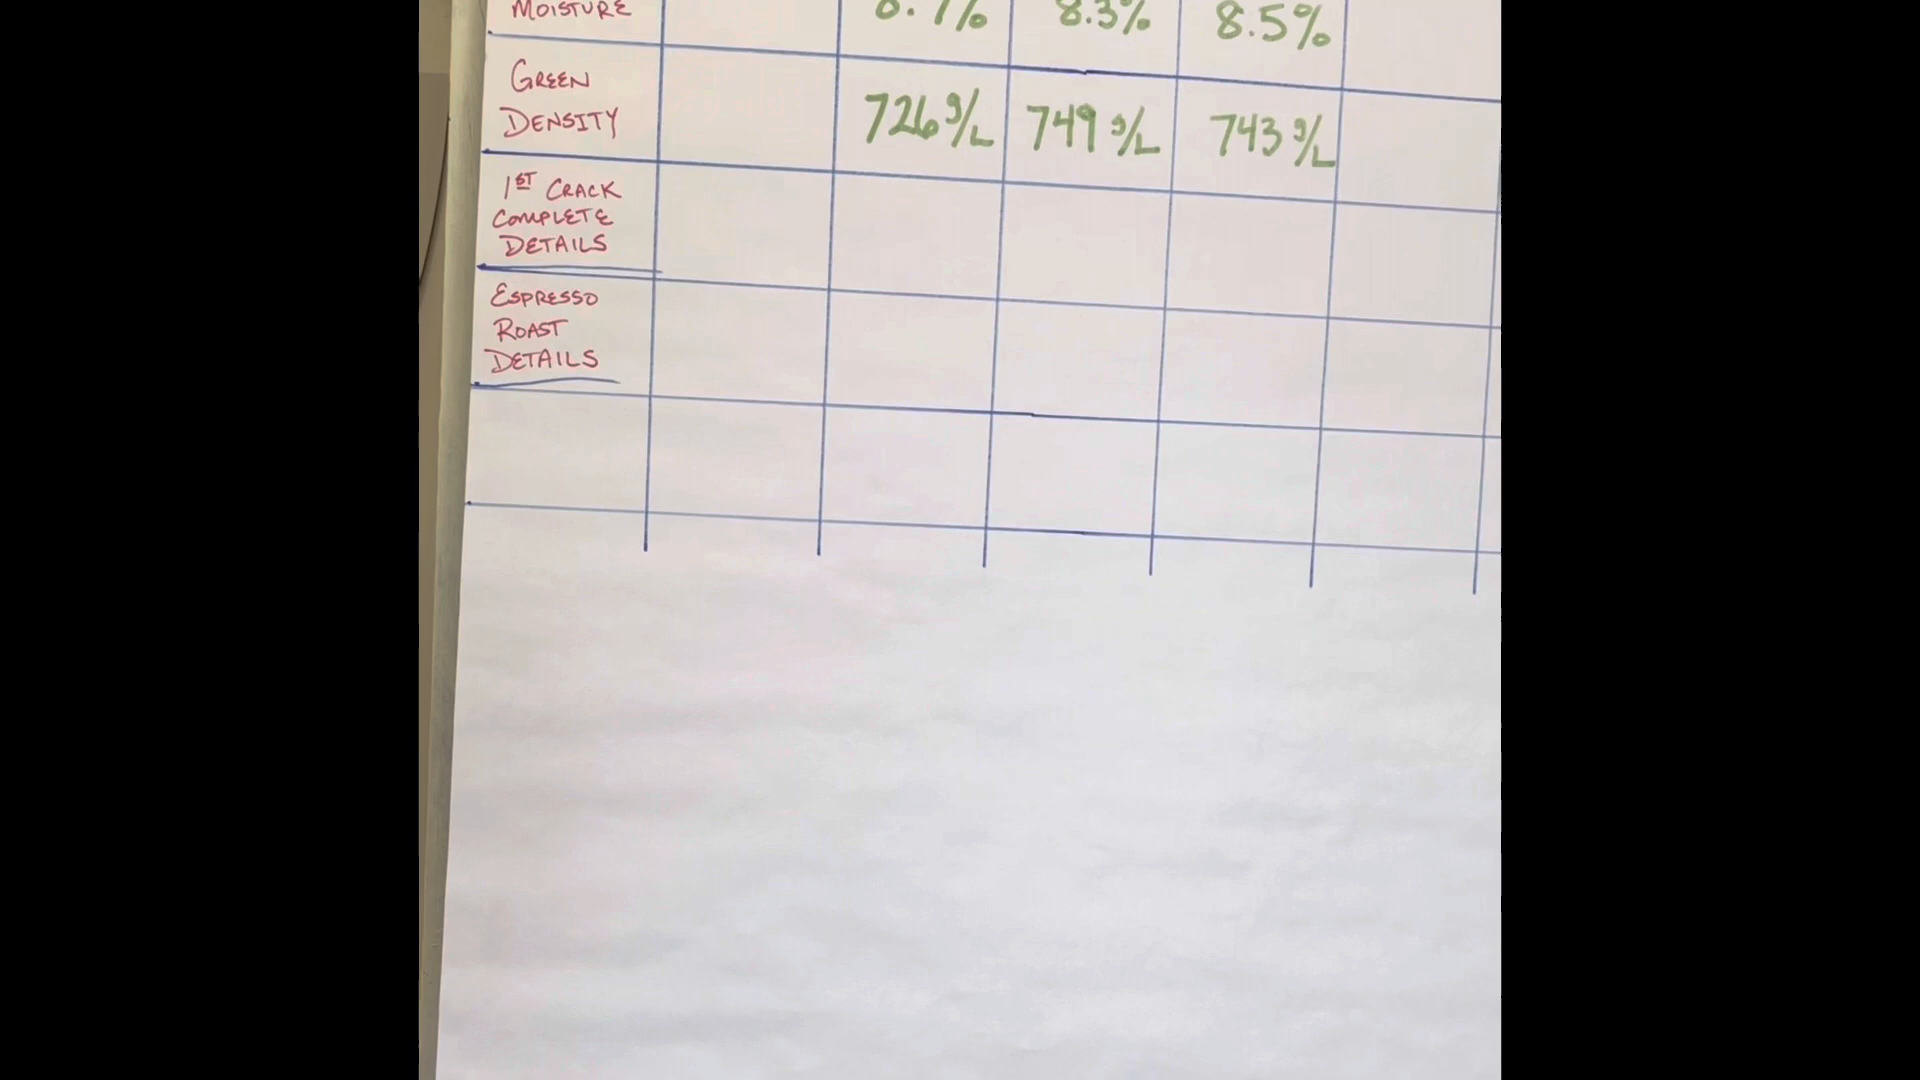 MOISTURE 8.3% 8.5%
GREEN
DENSITY 726 g/L 749 g/L 743 g/L
1ST CRACK
COMPLETE
DETAILS
ESPRESSO
ROAST
DETAILS